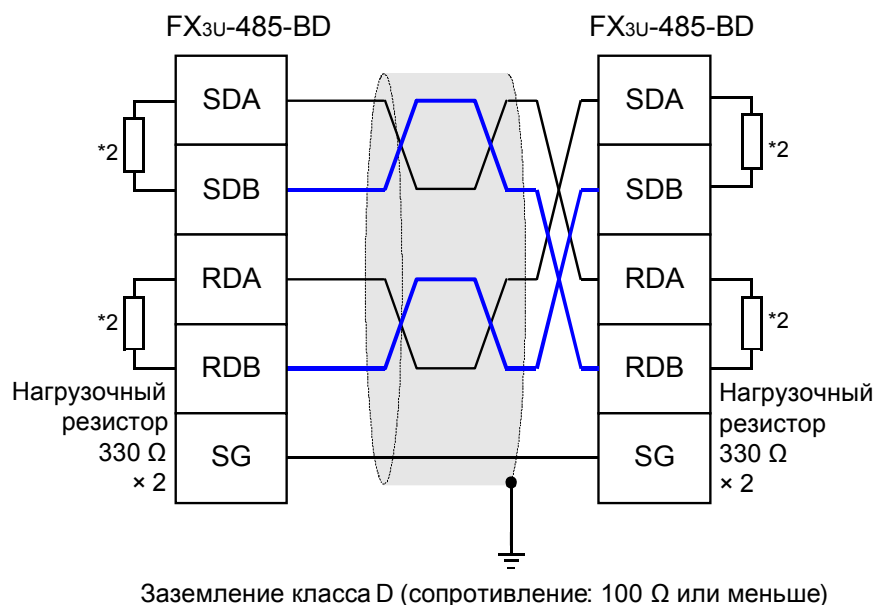 FX3U-485-BD
FX3U-485-BD
SDA
SDA
*2
*2
SDB
SDB
RDA
RDA
*2
*2
RDB
RDB
Нагрузочный
резистор
330 Ω
× 2
Нагрузочный
резистор
330 Ω
× 2
SG
SG
Заземление класса D (сопротивление: 100 Ω или меньше)